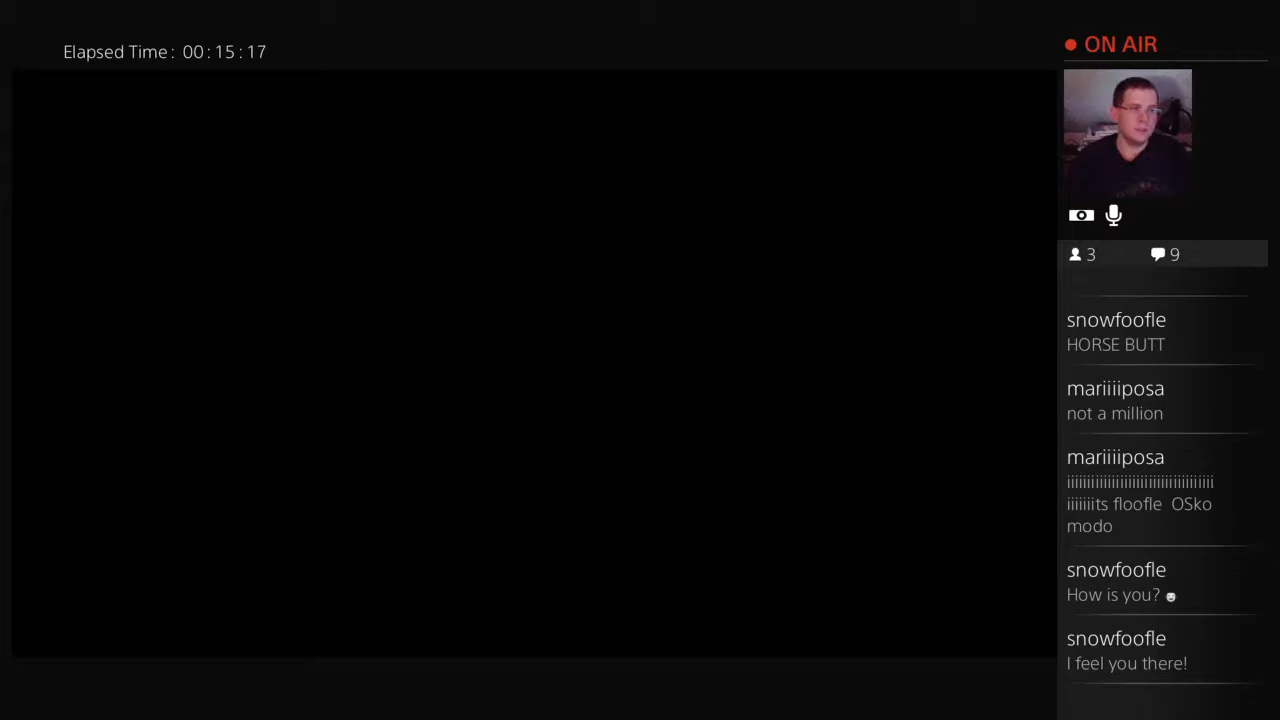 Elapsed Time: 00:15:17
ON AIR
3 9
snowfoofle
HORSE BUTT
mariiiiposa
not a million
mariiiiposa
iiiiiiiiiiiiiiiiiiiiiiiiiiiiiiiiiiiii
iiiiiiits floofle OSko
modo
snowfoofle
How is you?
snowfoofle
I feel you there!